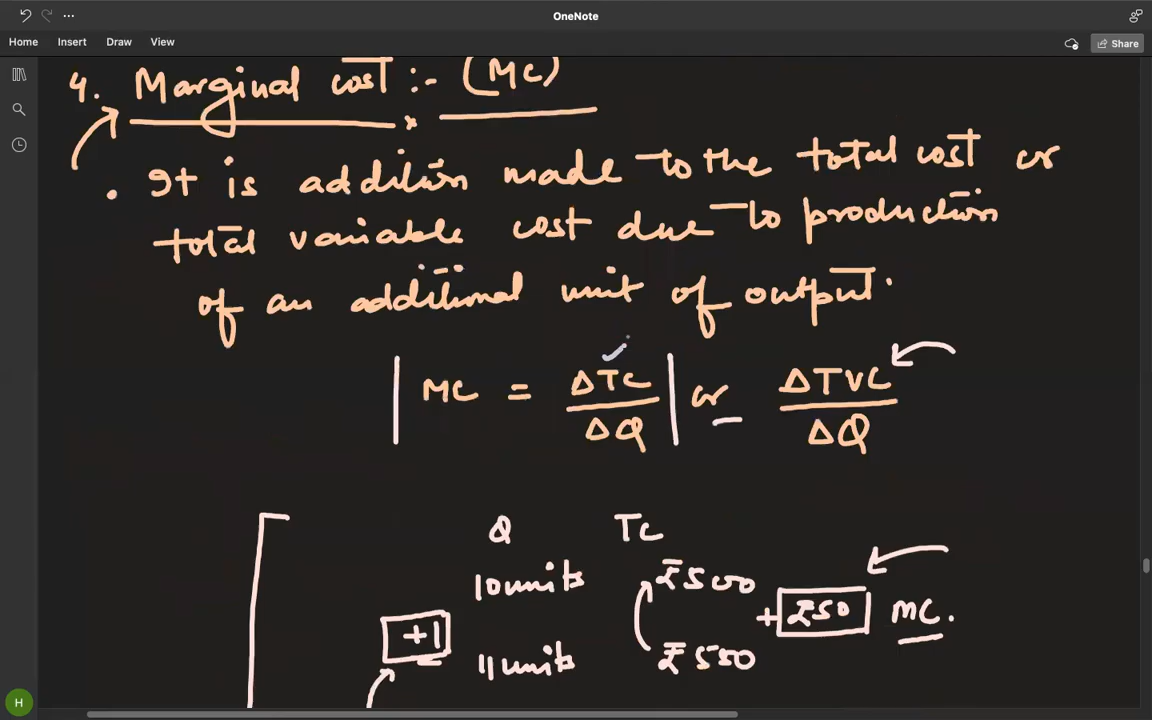 OneNote
Home Insert Draw View
Share
4. Marginal cost :- (MC)
. It is addition made to the total cost or
total variable cost due to production
of an additional unit of output.
MC = ΔTC / ΔQ or ΔTVC / ΔQ
Q TC
10 units ₹500
+1 +₹50 MC.
11 units ₹550
H